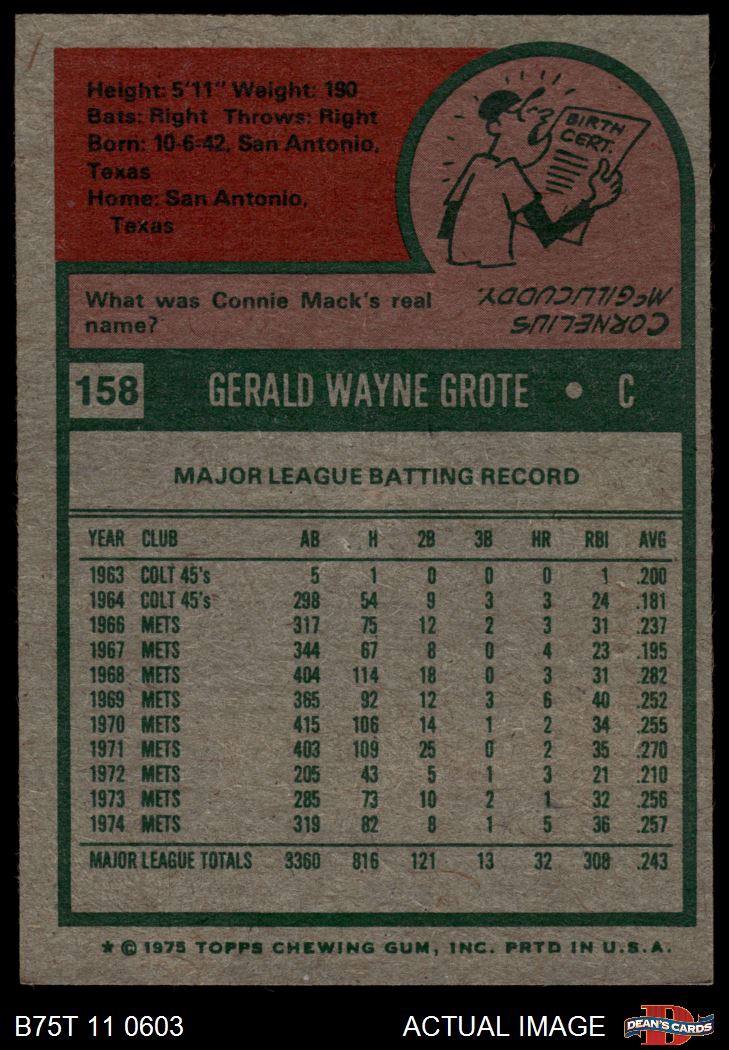 Height: 5'11" Weight: 190
Bats: Right Throws: Right
Born: 10-6-42, San Antonio,
Texas
Home: San Antonio,
Texas
BIRTH
CERT.
What was Connie Mack's real
name?
CORNELIUS
McGILLICUDDY.
158 GERALD WAYNE GROTE • C
MAJOR LEAGUE BATTING RECORD
YEAR CLUB AB H 2B 3B HR RBI AVG
1963 COLT 45's 5 1 0 0 0 1 .200
1964 COLT 45's 298 54 9 3 3 24 .181
1966 METS 317 75 12 2 3 31 .237
1967 METS 344 67 8 0 4 23 .195
1968 METS 404 114 18 0 3 31 .282
1969 METS 365 92 12 3 6 40 .252
1970 METS 415 106 14 1 2 34 .255
1971 METS 403 109 25 0 2 35 .270
1972 METS 205 43 5 1 3 21 .210
1973 METS 285 73 10 2 1 32 .256
1974 METS 319 82 8 1 5 36 .257
MAJOR LEAGUE TOTALS 3360 816 121 13 32 308 .243
* © 1975 TOPPS CHEWING GUM, INC. PRTD IN U.S.A.
B75T 11 0603 ACTUAL IMAGE
D
DEAN'S CARDS